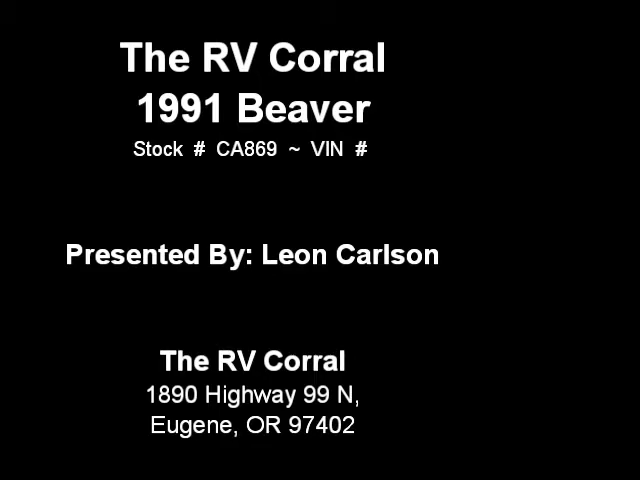 The RV Corral
1991 Beaver
Stock # CA869 ~ VIN #
Presented By: Leon Carlson
The RV Corral
1890 Highway 99 N,
Eugene, OR 97402